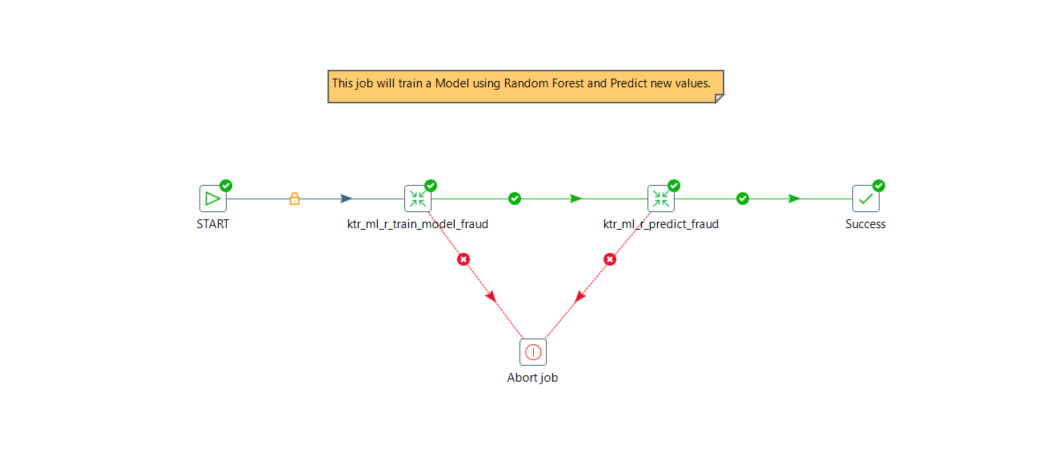 This job will train a Model using Random Forest and Predict new values.
START
ktr_ml_r_train_model_fraud
ktr_ml_r_predict_fraud
Success
Abort job